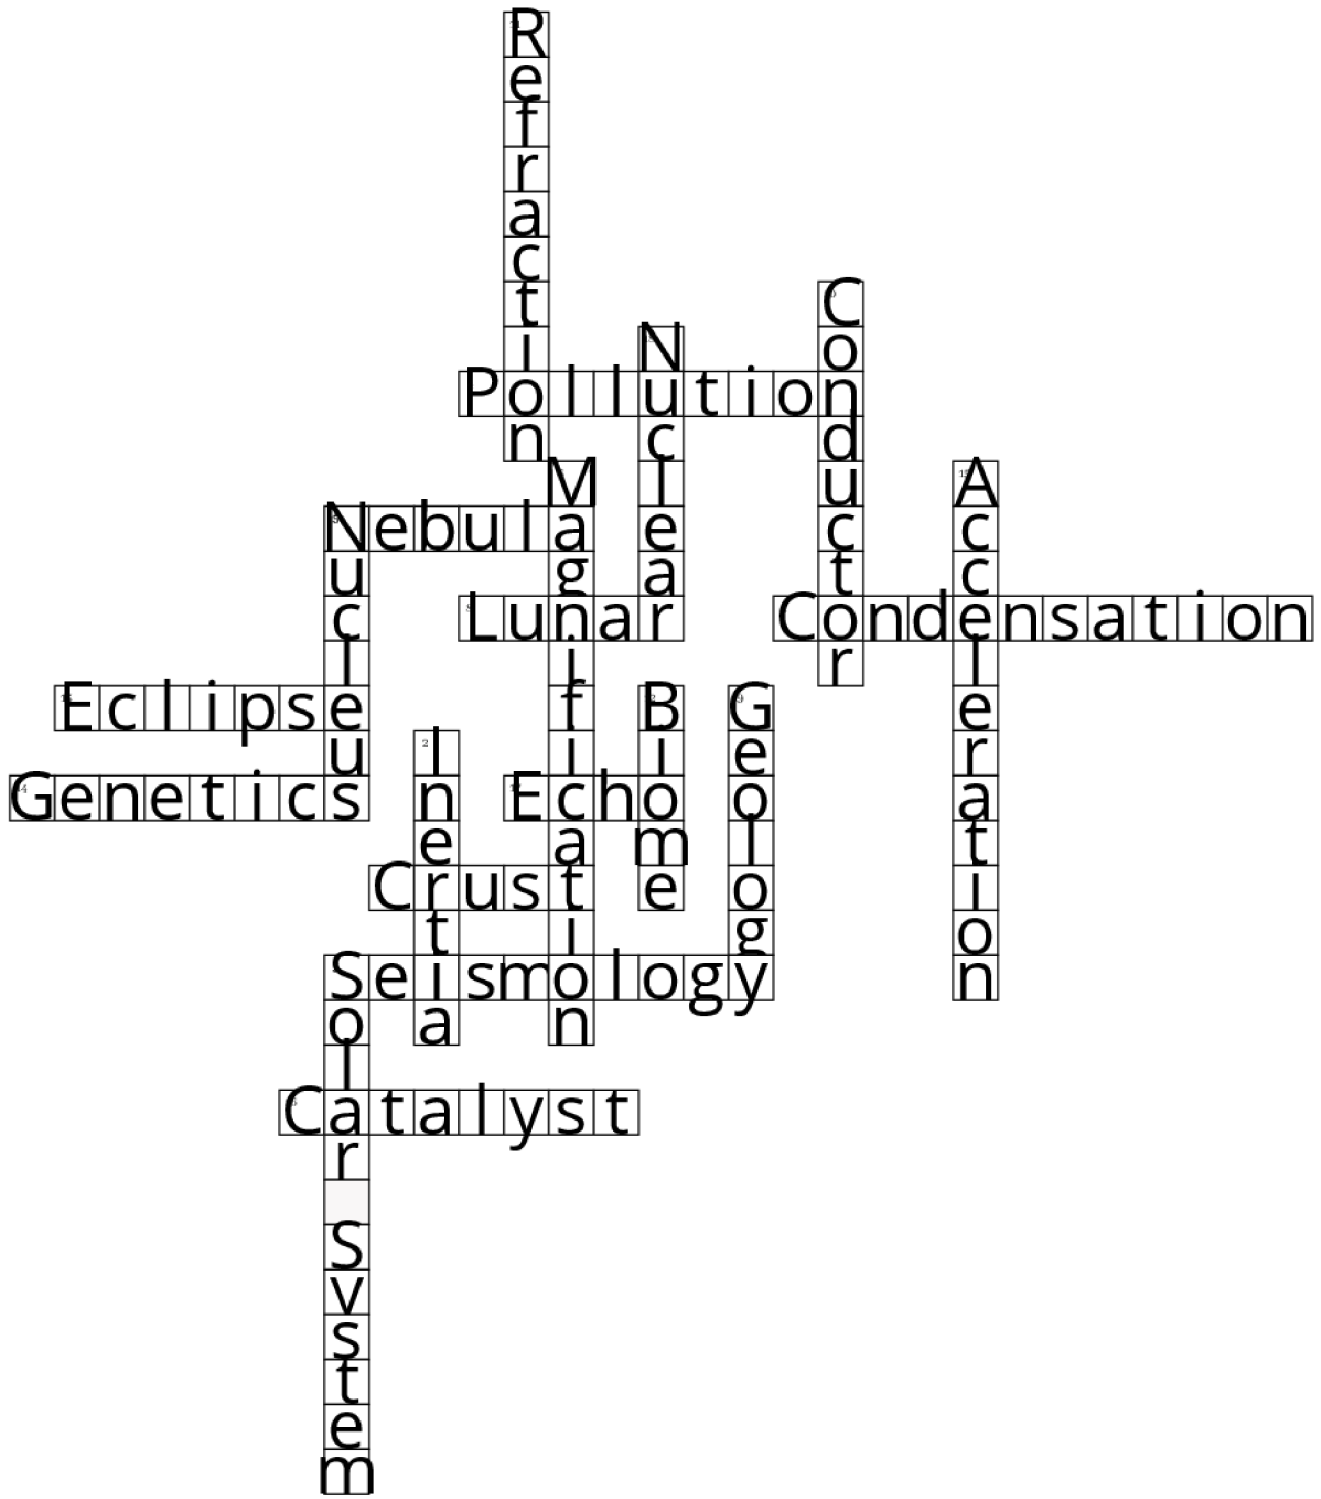 Refraction
Conductor
Nuclear
Pollution
Magnification
Acceleration
Nebula
Nucleus
Lunar
Condensation
Eclipse
Biome
Geology
Inertia
Genetics
Echo
Crust
Seismology
Solar System
Catalyst